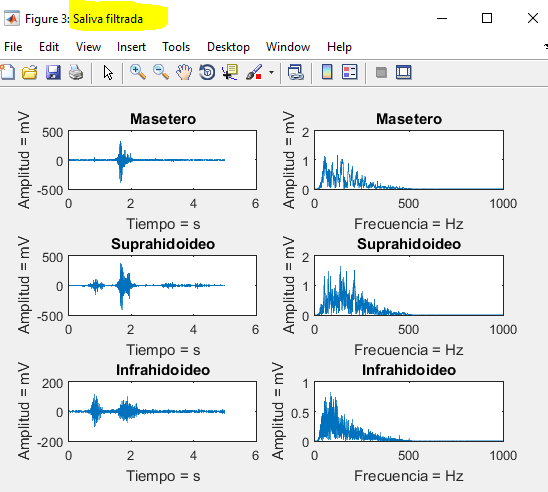 Figure 3: Saliva filtrada
File Edit View Insert Tools Desktop Window Help
Masetero
Amplitud = mV
500
0
-500
0 2 4 6
Tiempo = s
Masetero
Amplitud = mV
2
1
0
0 500 1000
Frecuencia = Hz
Suprahidoideo
Amplitud = mV
500
0
-500
0 2 4 6
Tiempo = s
Suprahidoideo
Amplitud = mV
2
1
0
0 500 1000
Frecuencia = Hz
Infrahidoideo
Amplitud = mV
200
0
-200
0 2 4 6
Tiempo = s
Infrahidoideo
Amplitud = mV
1
0.5
0
0 500 1000
Frecuencia = Hz